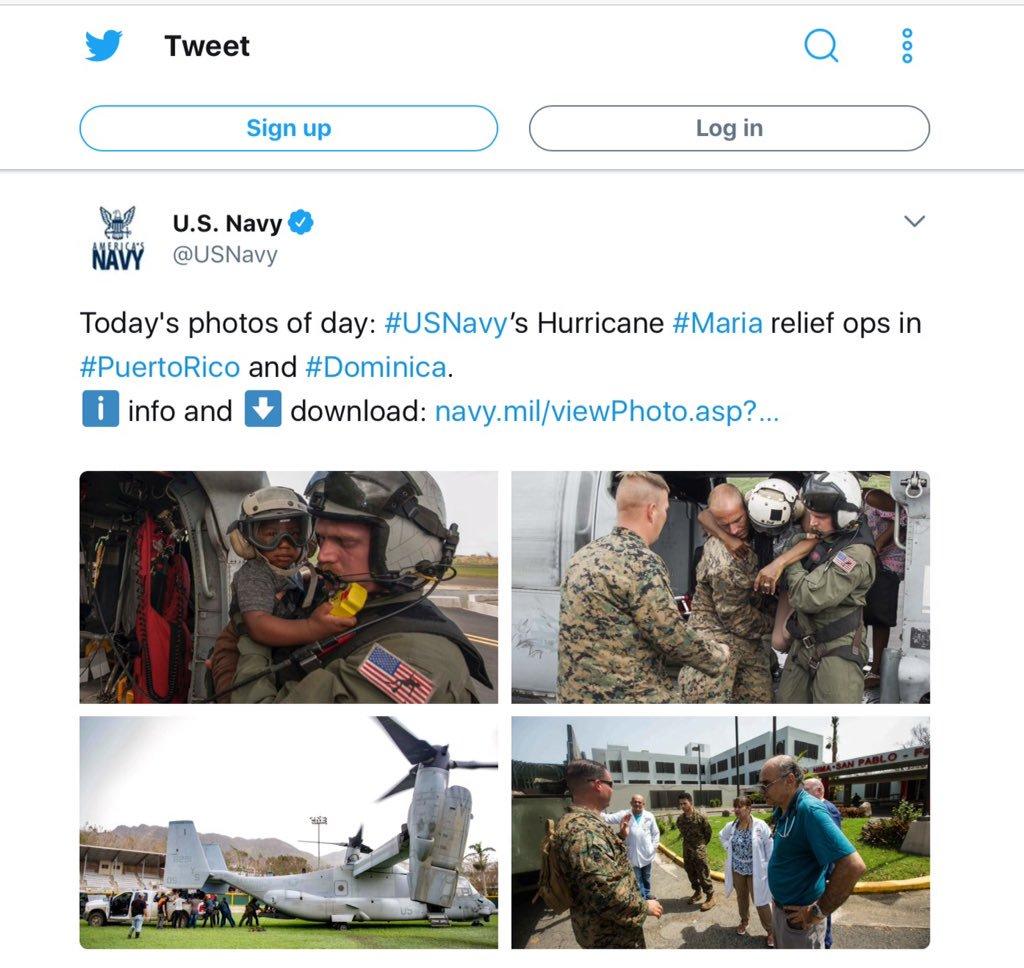 Tweet
Sign up
Log in
AMERICA'S
NAVY
U.S. Navy
@USNavy
Today's photos of day: #USNavy’s Hurricane #Maria relief ops in
#PuertoRico and #Dominica.
i info and ⬇ download: navy.mil/viewPhoto.asp?...
HIMA-SAN PABLO -